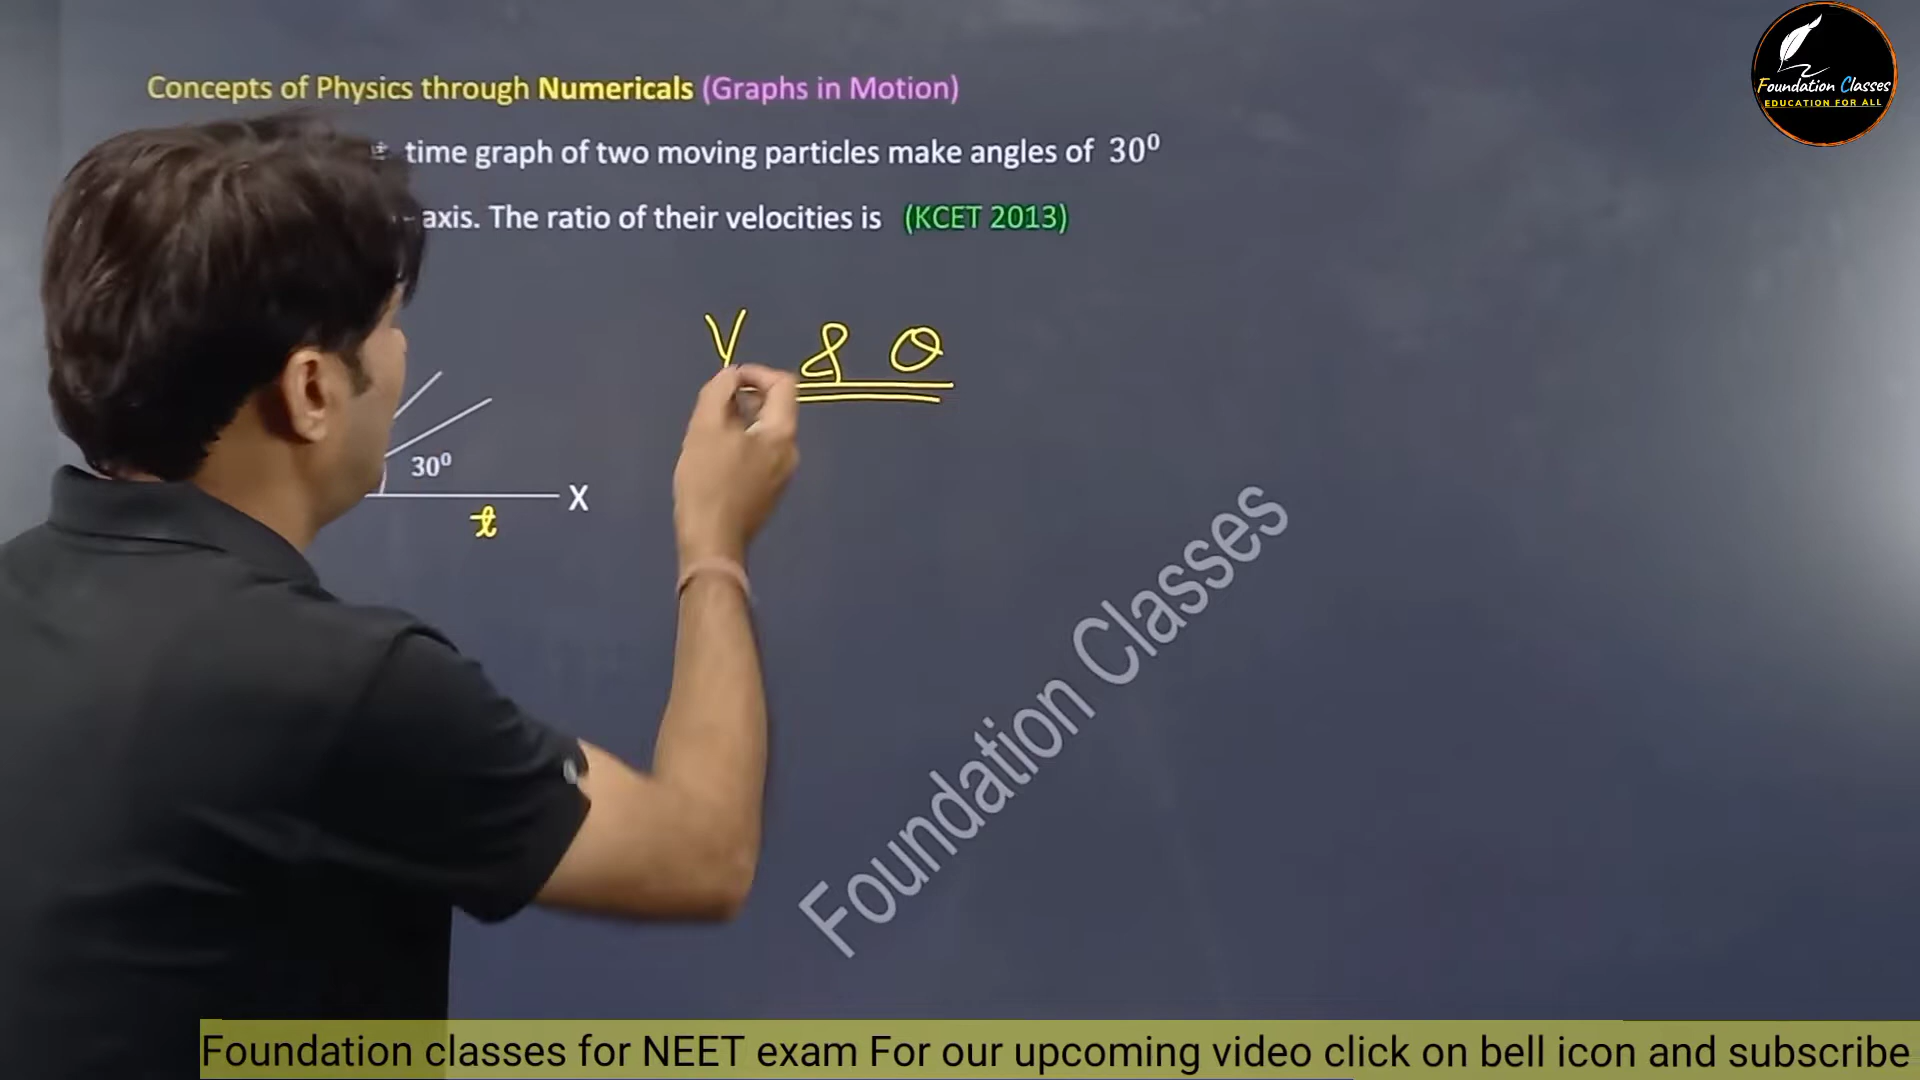 Foundation Classes
EDUCATION FOR ALL
Concepts of Physics through Numericals (Graphs in Motion)
time graph of two moving particles make angles of 30⁰
- axis. The ratio of their velocities is (KCET 2013)
V & θ
30⁰
X
t
Foundation Classes
Foundation classes for NEET exam For our upcoming video click on bell icon and subscribe